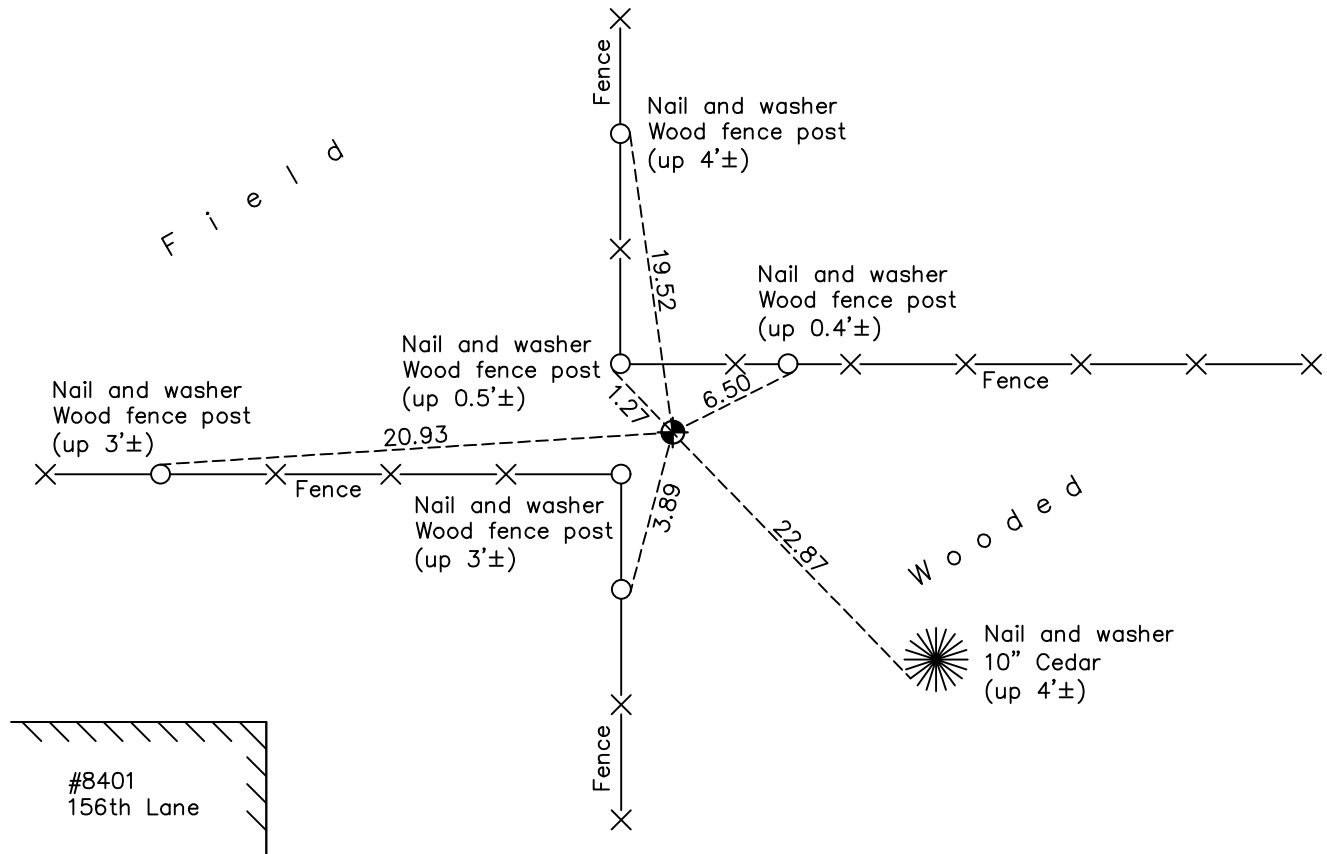 Fence
Nail and washer
Wood fence post
(up 4'±)
Field
19.52
Nail and washer
Wood fence post
(up 0.4'±)
Nail and washer
Wood fence post
(up 0.5'±)
Fence
6.50
1.27
Nail and washer
Wood fence post
(up 3'±)
20.93
Fence
Nail and washer
Wood fence post
(up 3'±)
3.89
22.87
Wooded
Nail and washer
10” Cedar
(up 4'±)
Fence
#8401
156th Lane